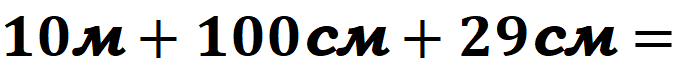 10м + 100см + 29см =